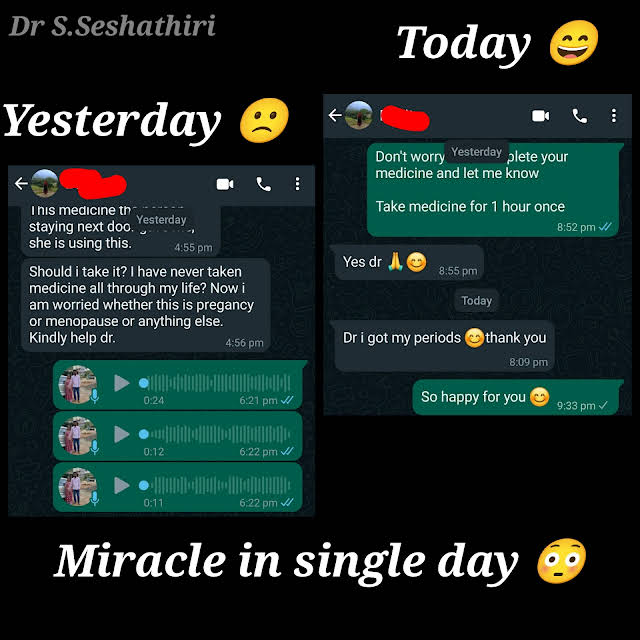 Dr S.Seshathiri
Today 😄
Yesterday 😕
This medicine the person
staying next doo
she is using this.
4:55 pm
Yesterday
Should i take it? I have never taken
medicine all through my life? Now i
am worried whether this is pregancy
or menopause or anything else.
Kindly help dr.
4:56 pm
0:24 6:21 pm
0:12 6:22 pm
0:11 6:22 pm
Don't worry plete your
Yesterday
medicine and let me know
Take medicine for 1 hour once
8:52 pm
Yes dr 🙏😊
8:55 pm
Today
Dr i got my periods 😊thank you
8:09 pm
So happy for you 😊
9:33 pm
Miracle in single day 😳